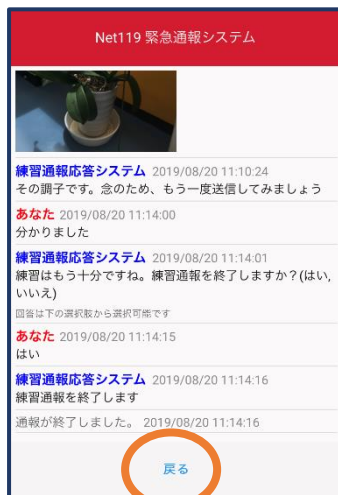 Net119 緊急通報システム
練習通報応答システム 2019/08/20 11:10:24
その調子です。念のため、もう一度送信してみましょう
あなた 2019/08/20 11:14:00
分かりました
練習通報応答システム 2019/08/20 11:14:01
練習はもう十分ですね。練習通報を終了しますか？(はい,
いいえ)
回答は下の選択肢から選択可能です
あなた 2019/08/20 11:14:15
はい
練習通報応答システム 2019/08/20 11:14:16
練習通報を終了します
通報が終了しました。 2019/08/20 11:14:16
戻る